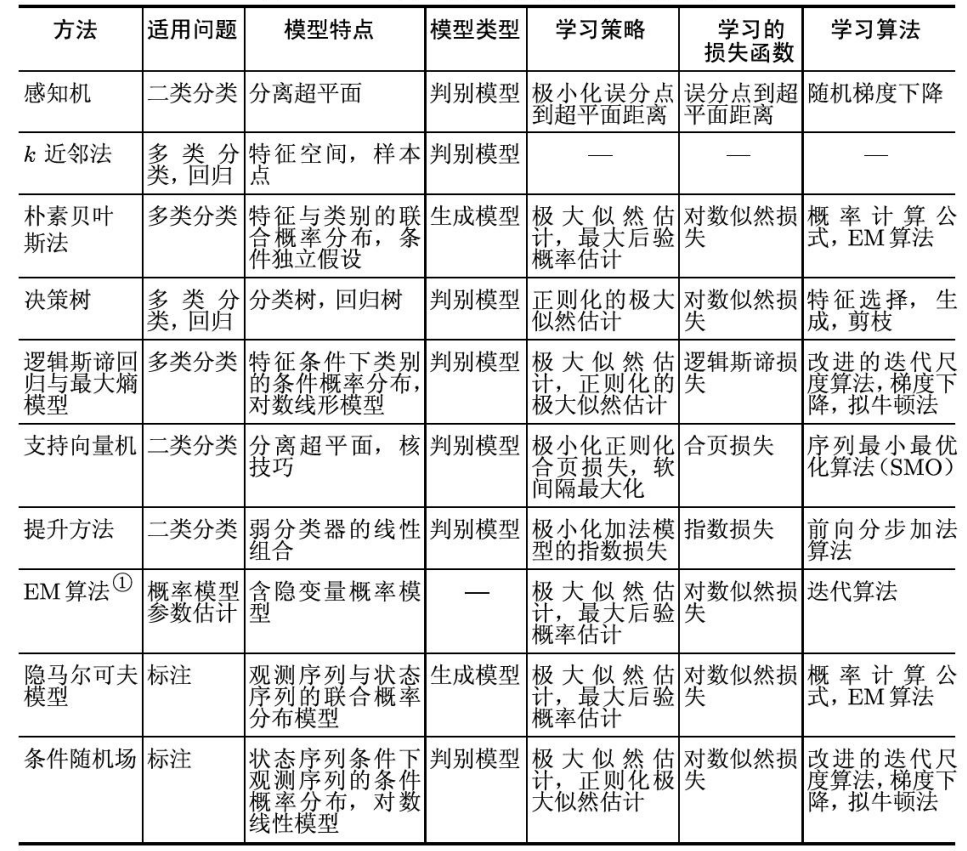 方法 适用问题 模型特点 模型类型 学习策略 学习的损失函数 学习算法
感知机 二类分类 分离超平面 判别模型 极小化误分点到超平面距离 误分点到超平面距离 随机梯度下降
k 近邻法 多类分类,回归 特征空间,样本点 判别模型 — — —
朴素贝叶斯法 多类分类 特征与类别的联合概率分布,条件独立假设 生成模型 极大似然估计,最大后验概率估计 对数似然损失 概率计算公式,EM 算法
决策树 多类分类,回归 分类树,回归树 判别模型 正则化的极大似然估计 对数似然损失 特征选择,生成,剪枝
逻辑斯谛回归与最大熵模型 多类分类 特征条件下类别的条件概率分布,对数线形模型 判别模型 极大似然估计,正则化的极大似然估计 逻辑斯谛损失 改进的迭代尺度算法,梯度下降,拟牛顿法
支持向量机 二类分类 分离超平面,核技巧 判别模型 极小化正则化合页损失,软间隔最大化 合页损失 序列最小最优化算法(SMO)
提升方法 二类分类 弱分类器的线性组合 判别模型 极小化加法模型的指数损失 指数损失 前向分步加法算法
EM 算法① 概率模型参数估计 含隐变量概率模型 — 极大似然估计,最大后验概率估计 对数似然损失 迭代算法
隐马尔可夫模型 标注 观测序列与状态序列的联合概率分布模型 生成模型 极大似然估计,最大后验概率估计 对数似然损失 概率计算公式,EM 算法
条件随机场 标注 状态序列条件下观测序列的条件概率分布,对数线性模型 判别模型 极大似然估计,正则化极大似然估计 对数似然损失 改进的迭代尺度算法,梯度下降,拟牛顿法